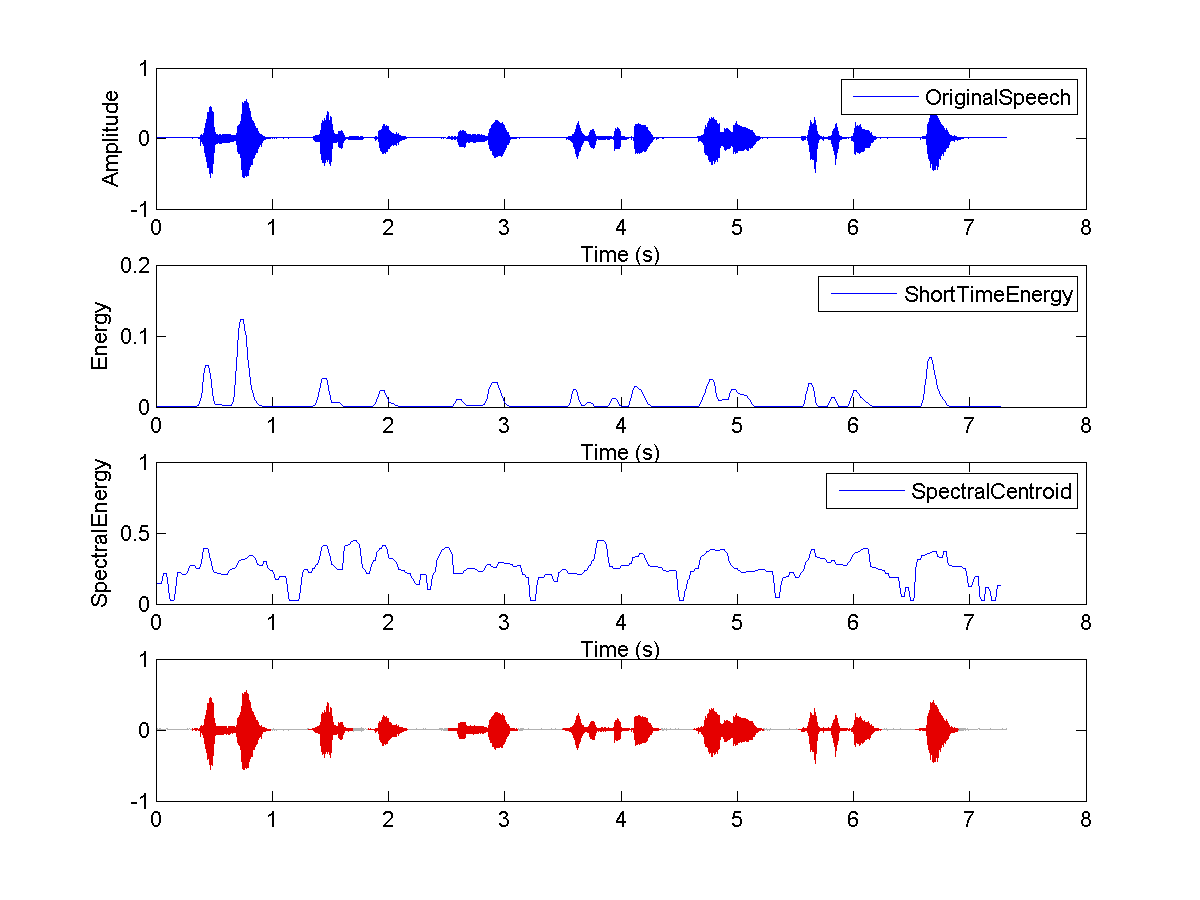 1
OriginalSpeech
Amplitude
0
-1
0 1 2 3 4 5 6 7 8
Time (s)
0.2
ShortTimeEnergy
Energy
0.1
0
0 1 2 3 4 5 6 7 8
Time (s)
1
SpectralCentroid
SpectralEnergy
0.5
0
0 1 2 3 4 5 6 7 8
Time (s)
1
0
-1
0 1 2 3 4 5 6 7 8